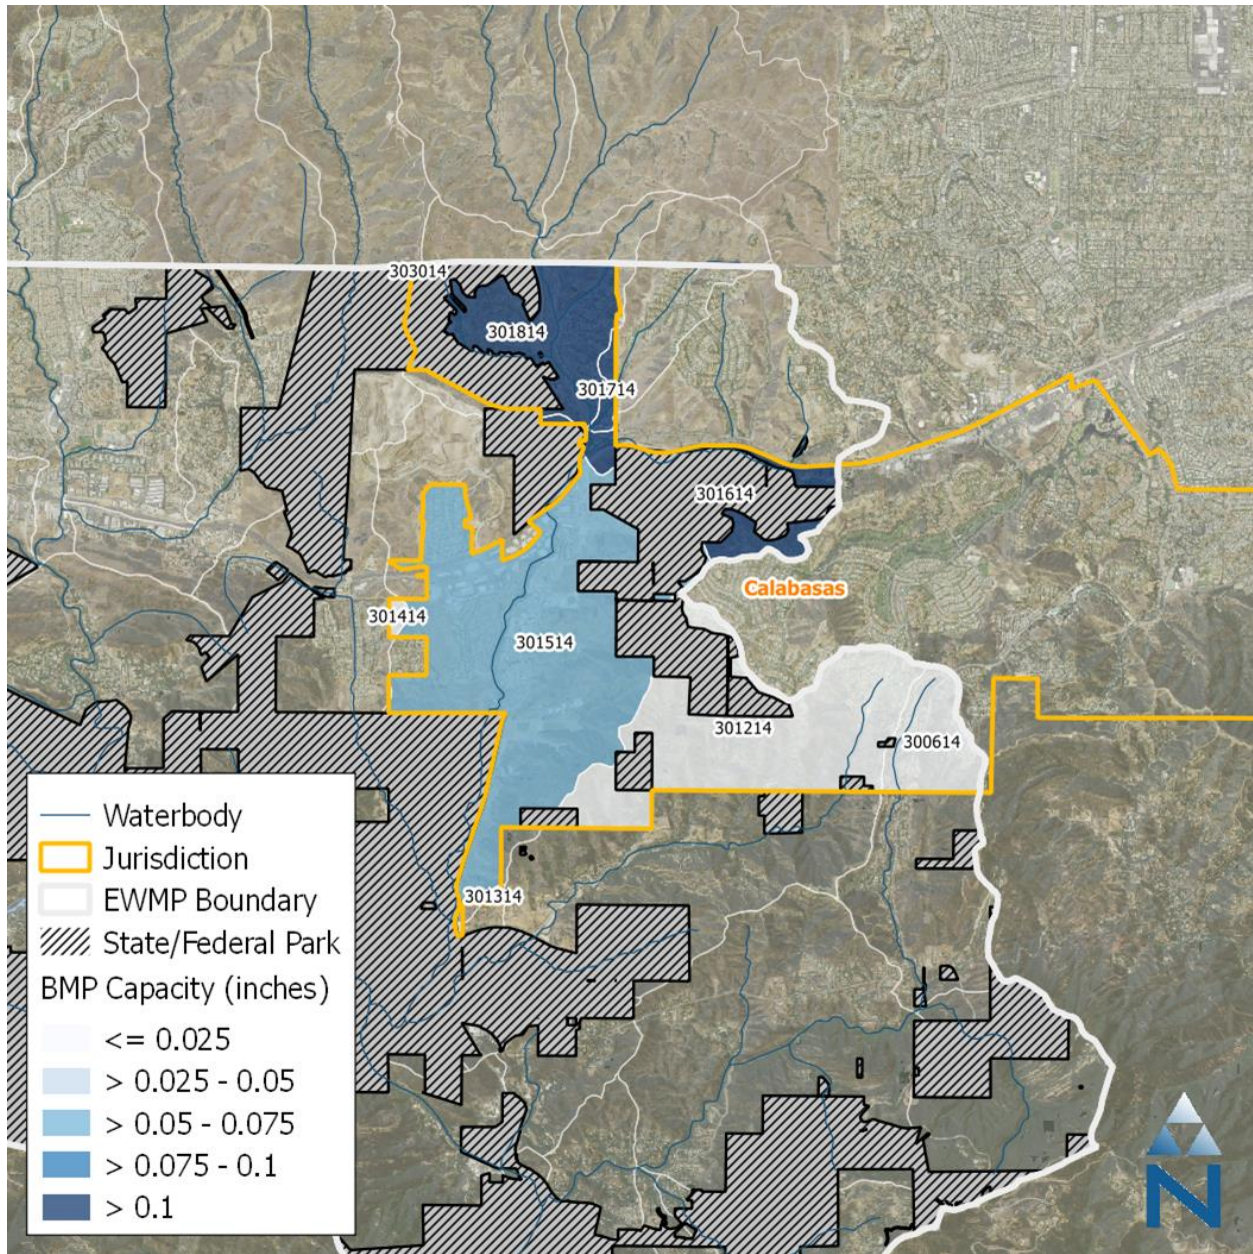 303014
301814
301714
301614
Calabasas
301414
301514
301214
300614
301314
Waterbody
Jurisdiction
EWMP Boundary
State/Federal Park
BMP Capacity (inches)
<= 0.025
> 0.025 - 0.05
> 0.05 - 0.075
> 0.075 - 0.1
> 0.1
N